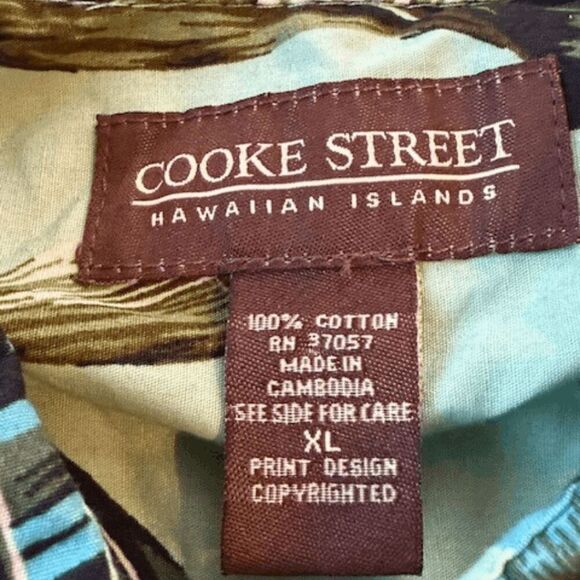 COOKE STREET
HAWAIIAN ISLANDS
100% COTTON
RN 37057
MADE IN
CAMBODIA
SEE SIDE FOR CARE
XL
PRINT DESIGN
COPYRIGHTED